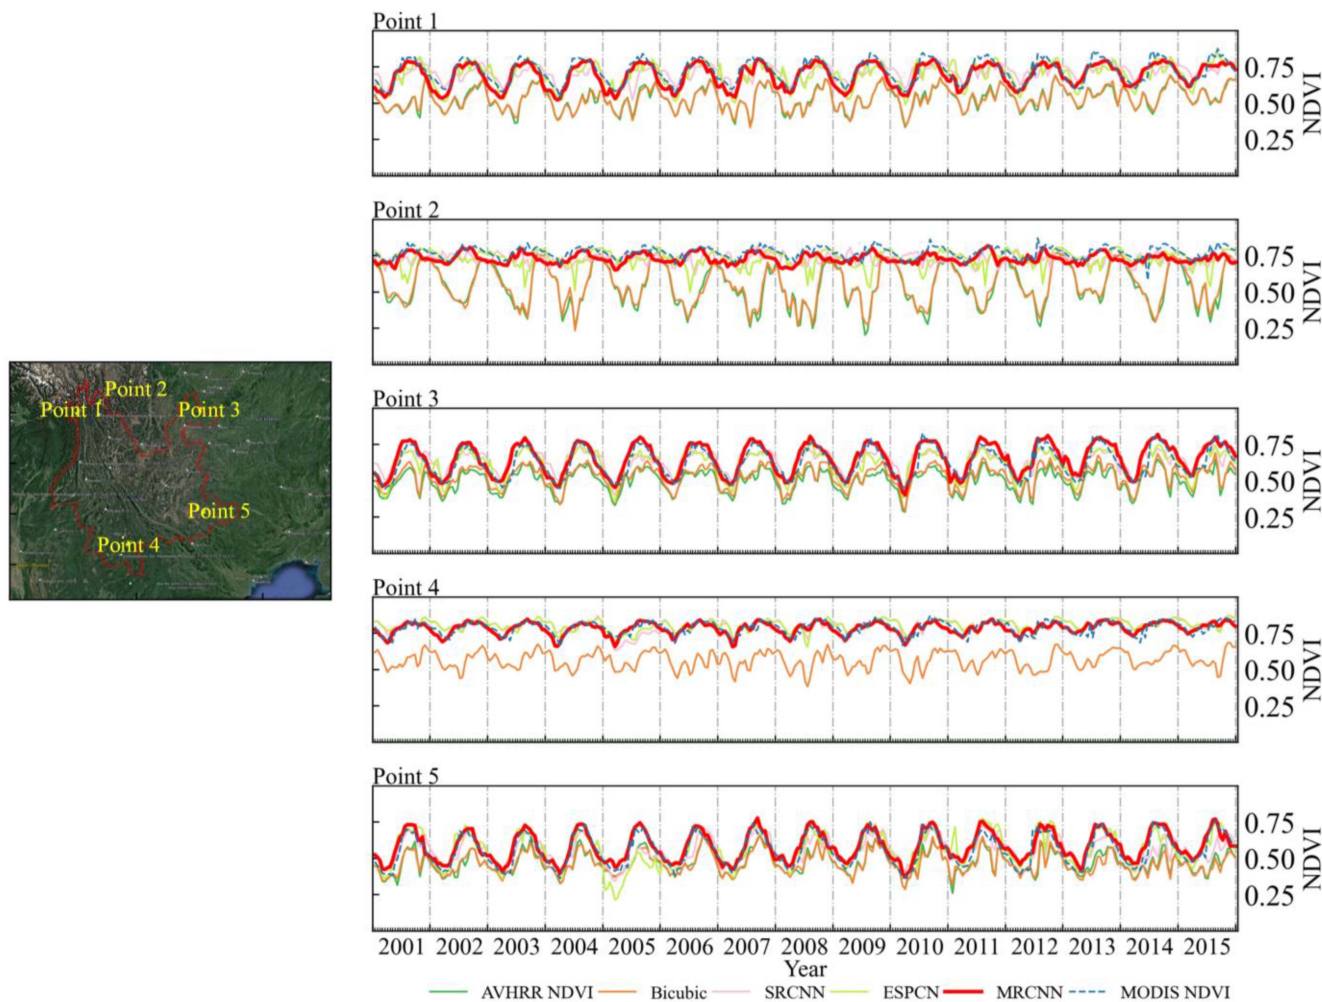 Point 1
0.75
0.50
0.25
NDVI
Point 2
0.75
0.50
0.25
NDVI
Point 2
Point 1
Point 3
Point 5
Point 4
Point 3
0.75
0.50
0.25
NDVI
Point 4
0.75
0.50
0.25
NDVI
Point 5
0.75
0.50
0.25
NDVI
2001 2002 2003 2004 2005 2006 2007 2008 2009 2010 2011 2012 2013 2014 2015
Year
AVHRR NDVI Bicubic SRCNN ESPCN MRCNN MODIS NDVI